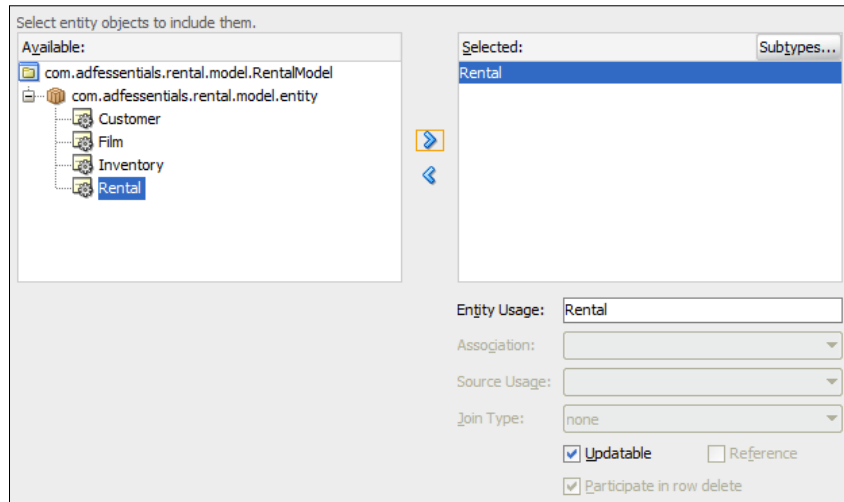 Select entity objects to include them.
Available:
com.adfessentials.rental.model.RentalModel
com.adfessentials.rental.model.entity
Customer
Film
Inventory
Rental
Selected:
Subtypes...
Rental
Entity Usage: Rental
Association:
Source Usage:
Join Type: none
Updatable Reference
Participate in row delete